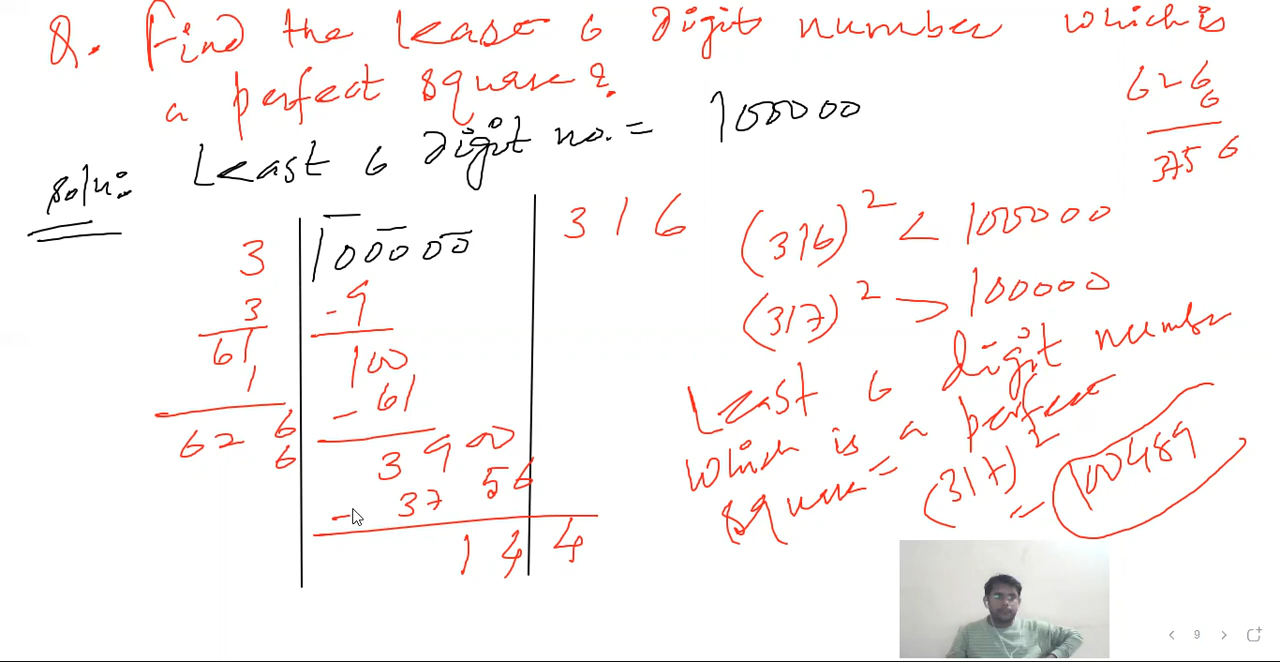 Q. Find the least 6 digit number which is
a perfect square?
626
6
3756
Soln: Least 6 digit no. = 100000
3 100000 316
3 -9
61 100
1 -61
626 3900
6 -3756
144
(316)² < 100000
(317)² > 100000
Least 6 digit number
which is a perfect
square = (317)²
= 100489
< 9 >